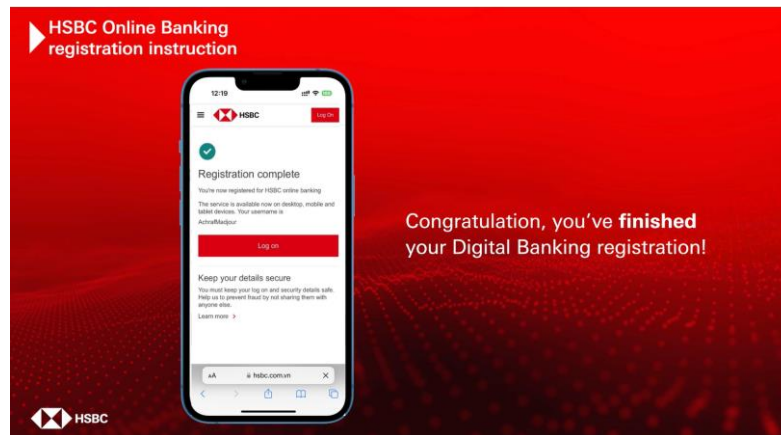 HSBC Online Banking
registration instruction
12:19
HSBC
Log On
Registration complete
You're now registered for HSBC online banking
The service is available now on desktop, mobile and
tablet devices. Your username is
AchrafMadjour
Log on
Keep your details secure
You must keep your log on and security details safe.
Help us to prevent fraud by not sharing them with
anyone else.
Learn more
AA
hsbc.com.vn
Congratulation, you've finished
your Digital Banking registration!
HSBC